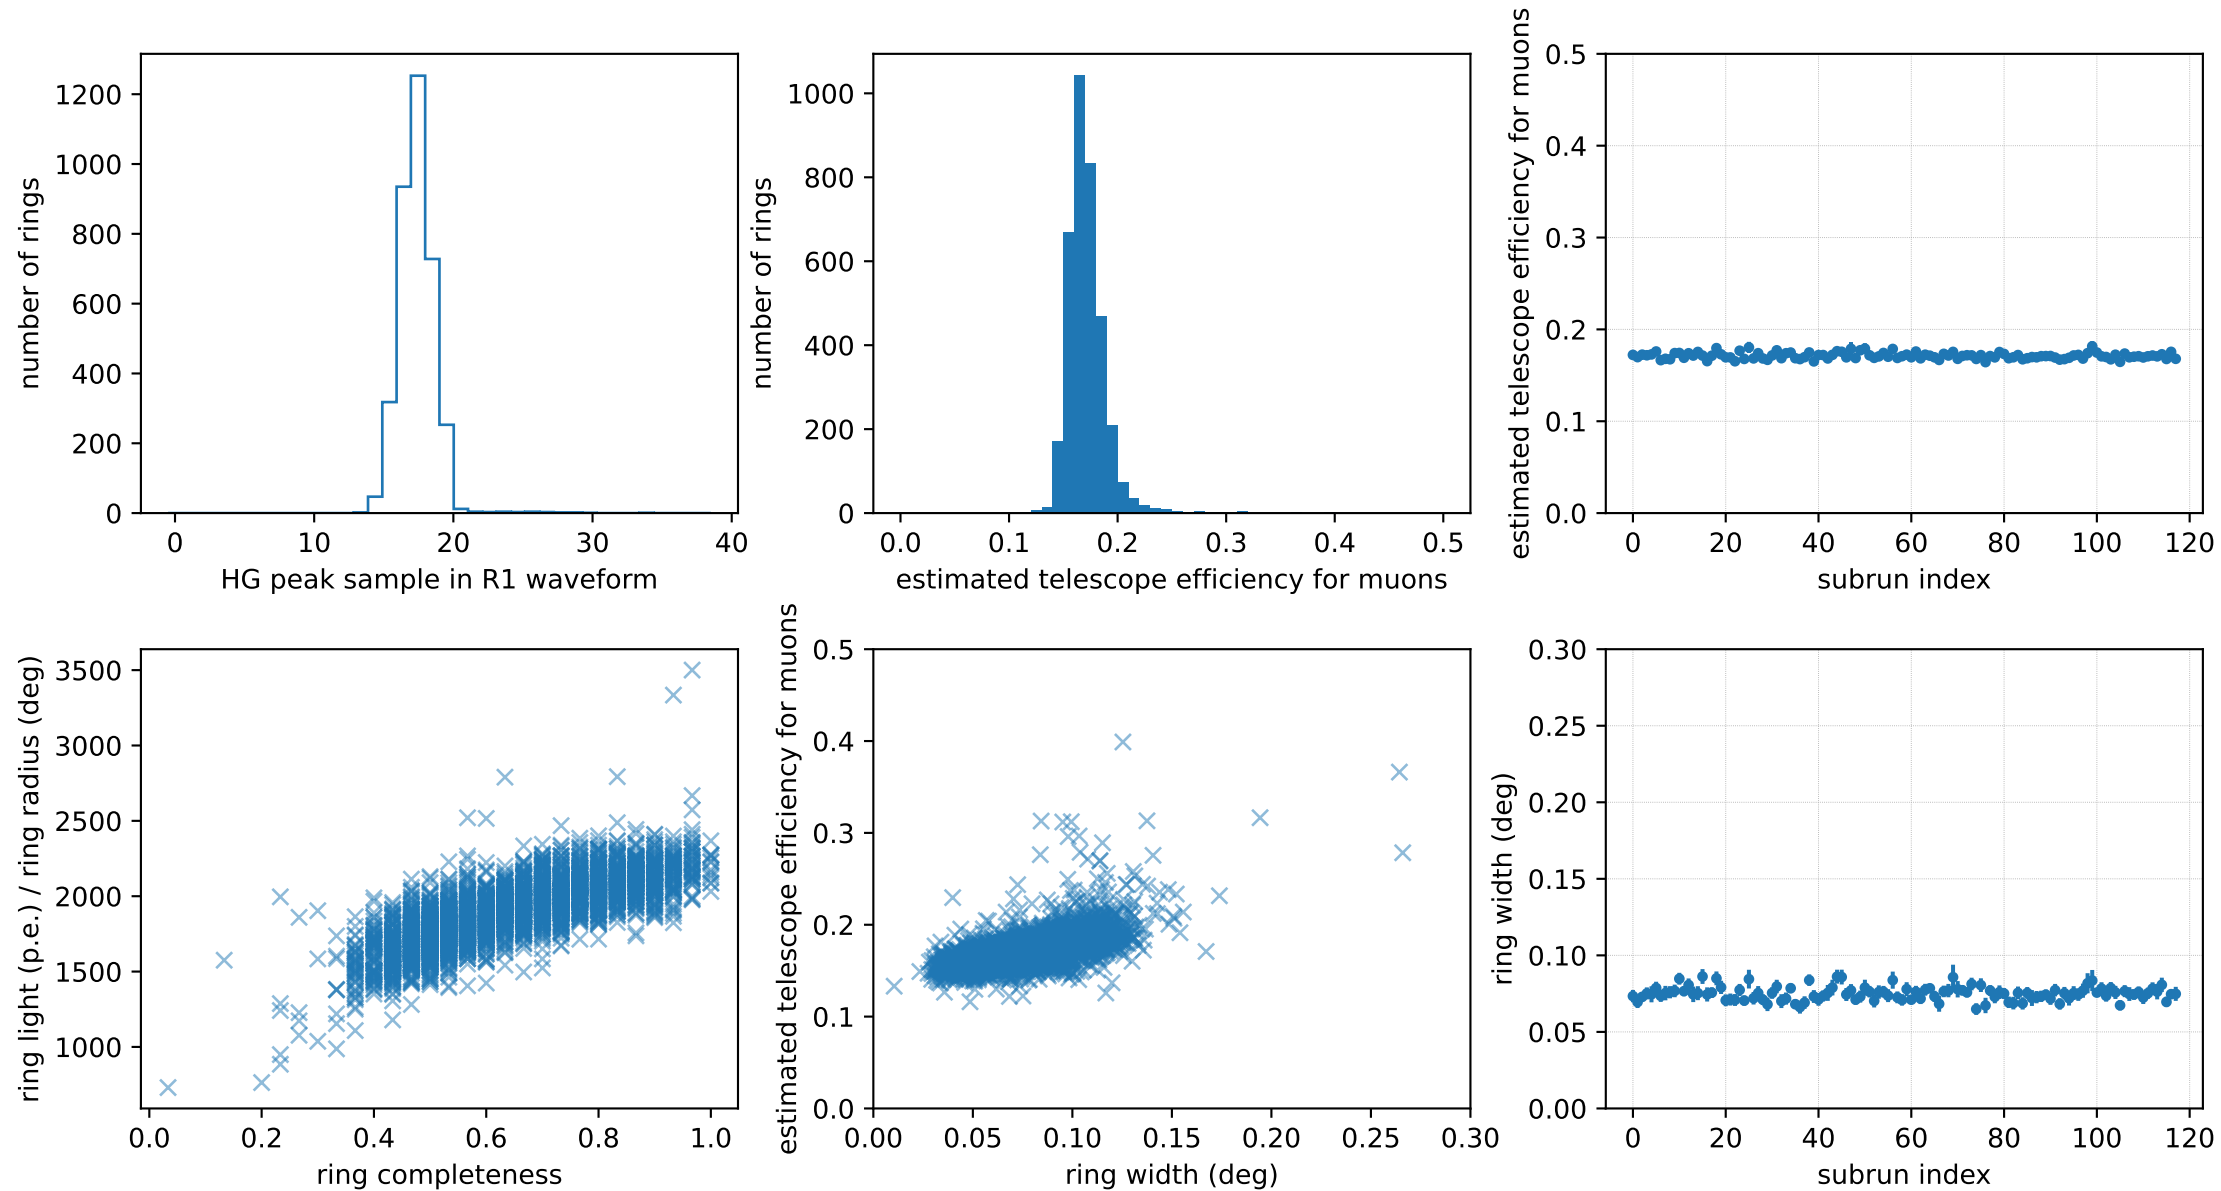 1200
1000
800
600
400
200
0
number of rings
0 10 20 30 40
HG peak sample in R1 waveform
1000
800
600
400
200
0
number of rings
0.0 0.1 0.2 0.3 0.4 0.5
estimated telescope efficiency for muons
0.5
0.4
0.3
0.2
0.1
0.0
estimated telescope efficiency for muons
0 20 40 60 80 100 120
subrun index
3500
3000
2500
2000
1500
1000
ring light (p.e.) / ring radius (deg)
0.0 0.2 0.4 0.6 0.8 1.0
ring completeness
0.5
0.4
0.3
0.2
0.1
0.0
estimated telescope efficiency for muons
0.00 0.05 0.10 0.15 0.20 0.25 0.30
ring width (deg)
0.30
0.25
0.20
0.15
0.10
0.05
0.00
ring width (deg)
0 20 40 60 80 100 120
subrun index